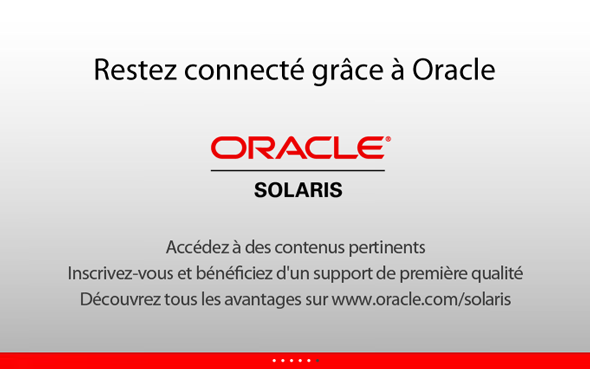 Restez connecté grâce à Oracle
ORACLE®
SOLARIS
Accédez à des contenus pertinents
Inscrivez-vous et bénéficiez d'un support de première qualité
Découvrez tous les avantages sur www.oracle.com/solaris